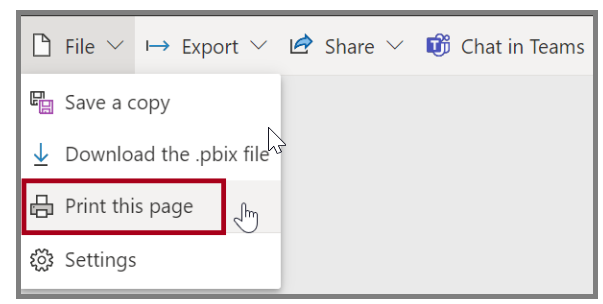 File Export Share Chat in Teams
Save a copy
Download the .pbix file
Print this page
Settings